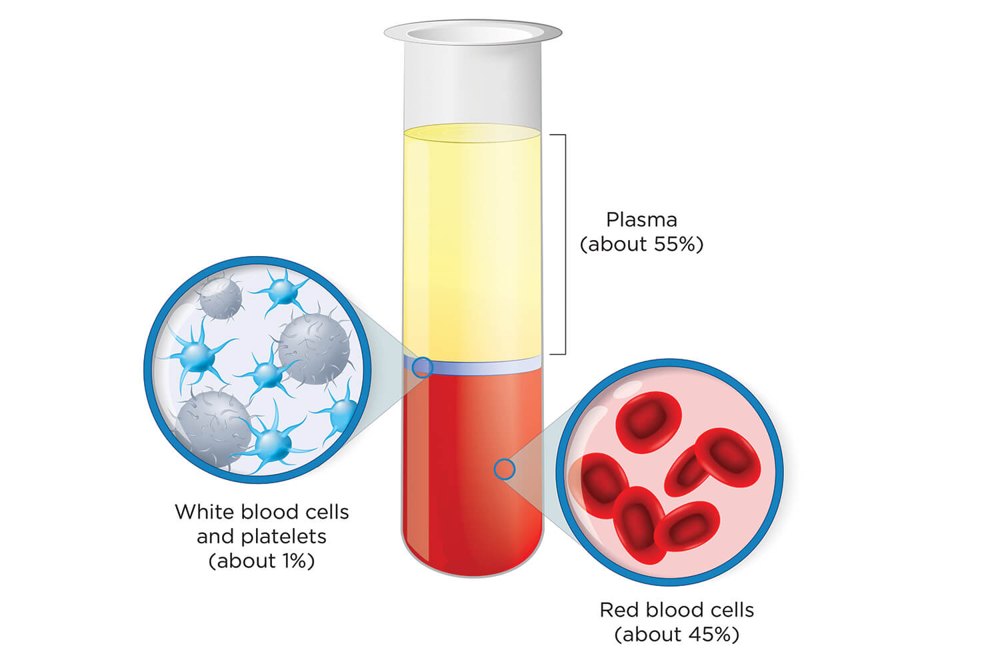 Plasma
(about 55%)
White blood cells
and platelets
(about 1%)
Red blood cells
(about 45%)